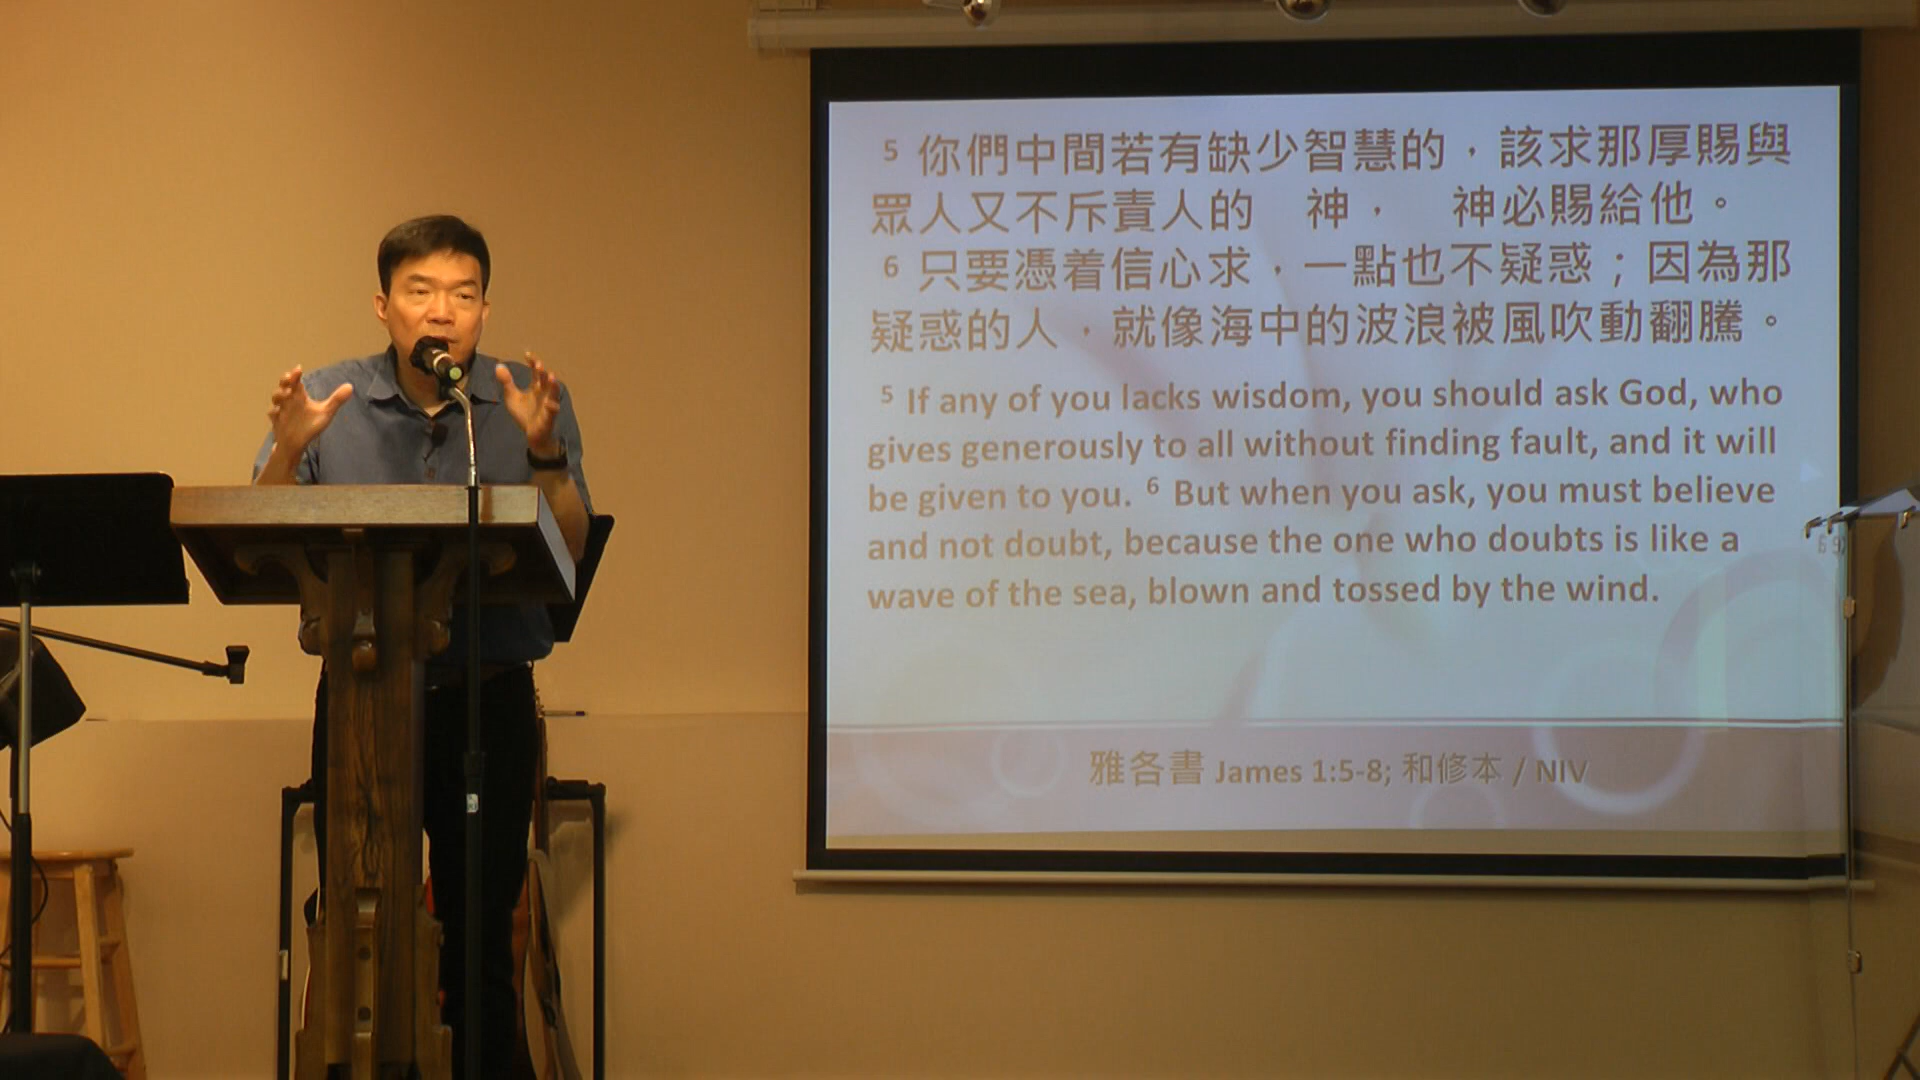 5 你們中間若有缺少智慧的，該求那厚賜與
眾人又不斥責人的　神，　神必賜給他。
6 只要憑着信心求，一點也不疑惑；因為那
疑惑的人，就像海中的波浪被風吹動翻騰。
5 If any of you lacks wisdom, you should ask God, who
gives generously to all without finding fault, and it will
be given to you. 6 But when you ask, you must believe
and not doubt, because the one who doubts is like a
wave of the sea, blown and tossed by the wind.
雅各書 James 1:5-8; 和修本 / NIV